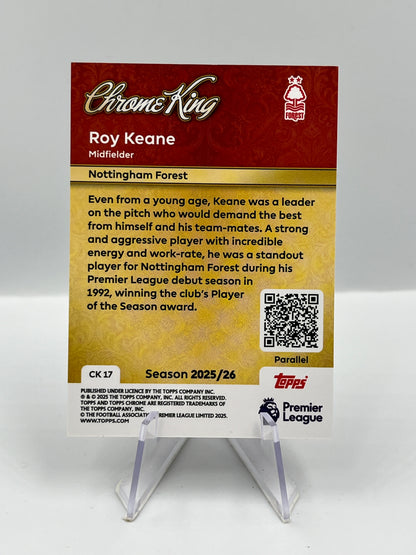 Chrome King
FOREST
Roy Keane
Midfielder
Nottingham Forest
Even from a young age, Keane was a leader
on the pitch who would demand the best
from himself and his team-mates. A strong
and aggressive player with incredible
energy and work-rate, he was a standout
player for Nottingham Forest during his
Premier League debut season in
1992, winning the club's Player
of the Season award.
Parallel
CK 17
Season 2025/26
TOPPS
PUBLISHED UNDER LICENCE BY THE TOPPS COMPANY INC.
® & © 2025 THE TOPPS COMPANY, INC. ALL RIGHTS RESERVED.
TOPPS AND TOPPS CHROME ARE REGISTERED TRADEMARKS OF
THE TOPPS COMPANY, INC.
© THE FOOTBALL ASSOCIAT PREMIER LEAGUE LIMITED 2025.
WWW.TOPPS.COM
Premier
League